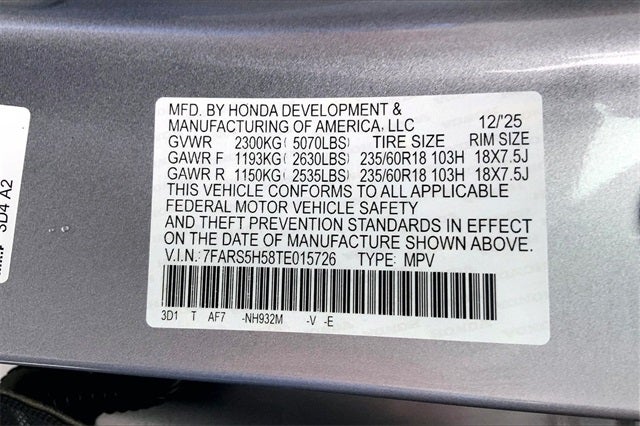 MFD. BY HONDA DEVELOPMENT &
MANUFACTURING OF AMERICA, LLC 12/'25
GVWR 2300KG(5070LBS) TIRE SIZE RIM SIZE
GAWR F 1193KG(2630LBS) 235/60R18 103H 18X7.5J
GAWR R 1150KG(2535LBS) 235/60R18 103H 18X7.5J
THIS VEHICLE CONFORMS TO ALL APPLICABLE
FEDERAL MOTOR VEHICLE SAFETY
AND THEFT PREVENTION STANDARDS IN EFFECT
ON THE DATE OF MANUFACTURE SHOWN ABOVE.
V.I.N.: 7FARS5H58TE015726 TYPE: MPV
3D1 T AF7 -NH932M -V -E
3D4 A2